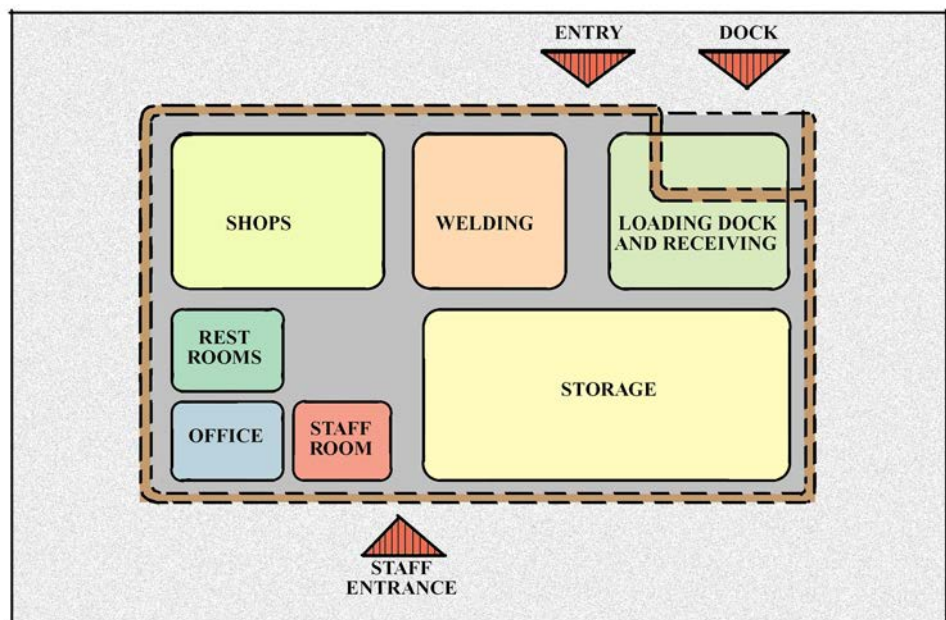 ENTRY
DOCK
SHOPS
WELDING
LOADING DOCK
AND RECEIVING
REST
ROOMS
STORAGE
OFFICE
STAFF
ROOM
STAFF
ENTRANCE